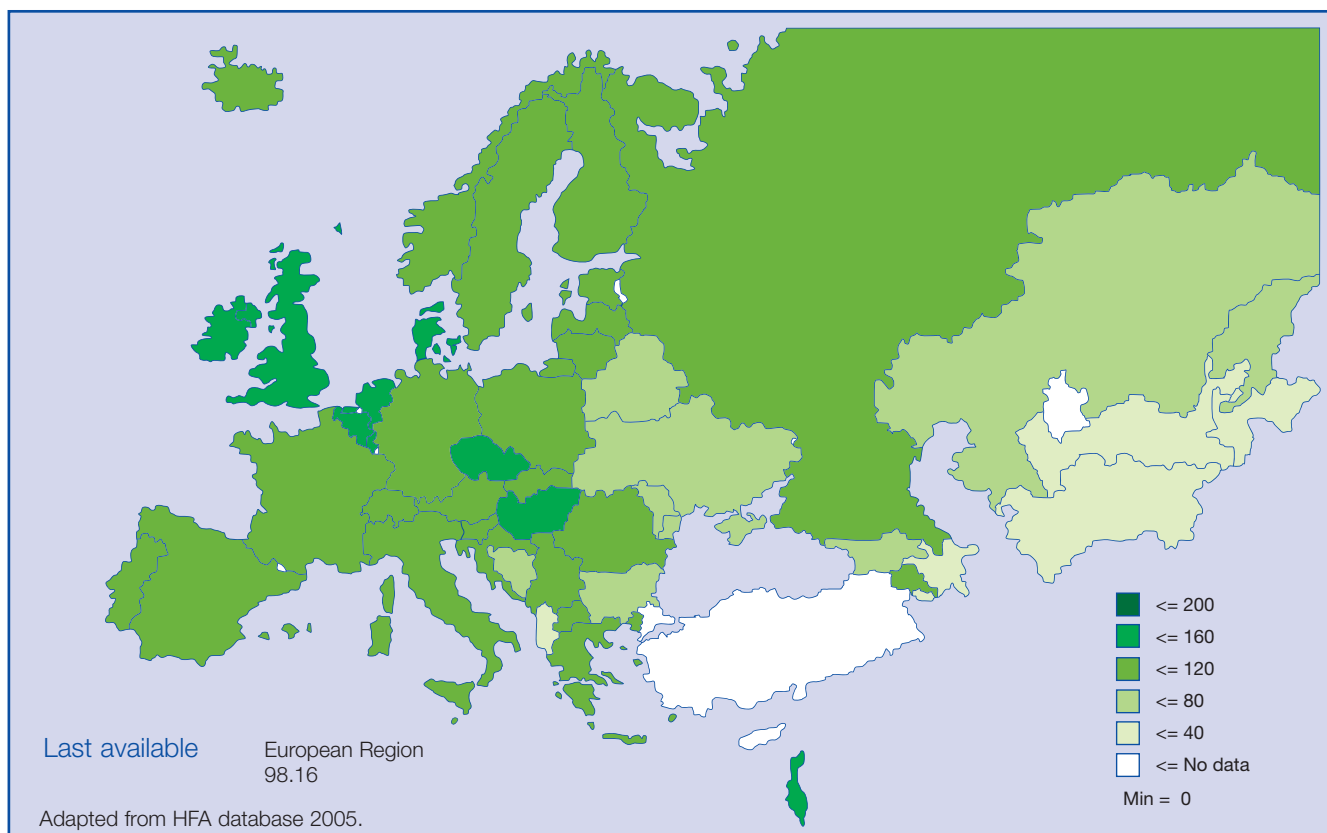 <= 200
<= 160
<= 120
<= 80
<= 40
<= No data
Min = 0
Last available
European Region
98.16
Adapted from HFA database 2005.